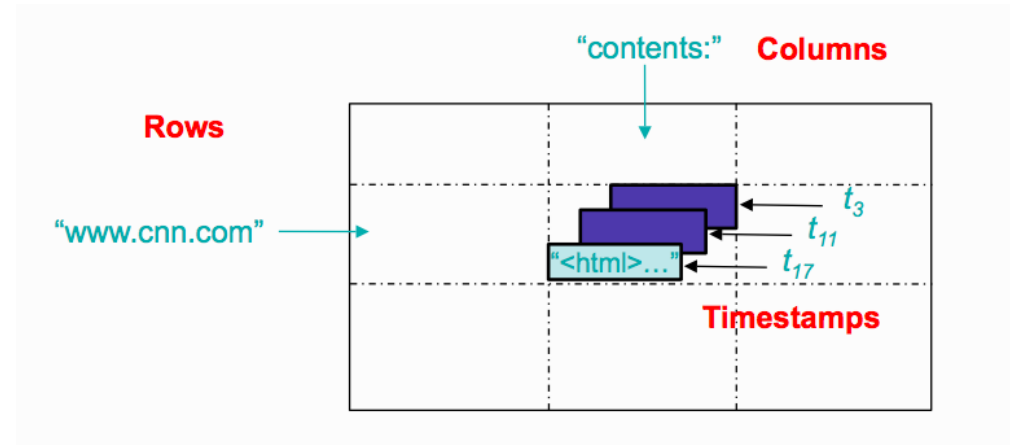 “contents:” Columns
Rows
“www.cnn.com”
t3
t11
“<html>…” t17
Timestamps